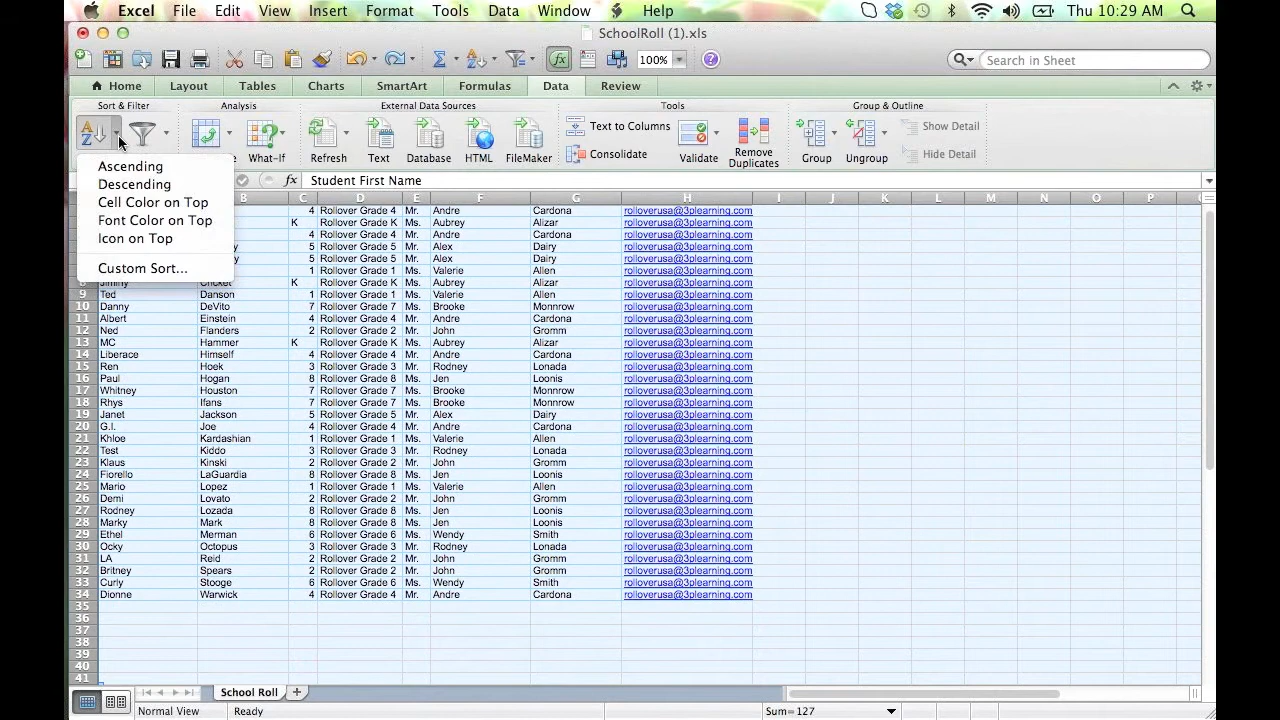 Excel File Edit View Insert Format Tools Data Window Help Thu 10:29 AM
SchoolRoll (1).xls
100% Search in Sheet
Home Layout Tables Charts SmartArt Formulas Data Review
Sort & Filter Analysis External Data Sources Tools Group & Outline
What-If Refresh Text Database HTML FileMaker Text to Columns Consolidate Validate Remove Duplicates Group Ungroup Show Detail Hide Detail
Ascending
Descending
Cell Color on Top
Font Color on Top
Icon on Top
Custom Sort...
fx Student First Name
B C D E F G H I J K L M N O P
4 Rollover Grade 4 Mr. Andre Cardona rolloverusa@3plearning.com
K Rollover Grade K Ms. Aubrey Alizar rolloverusa@3plearning.com
4 Rollover Grade 4 Mr. Andre Cardona rolloverusa@3plearning.com
5 Rollover Grade 5 Mr. Alex Dairy rolloverusa@3plearning.com
5 Rollover Grade 5 Mr. Alex Dairy rolloverusa@3plearning.com
1 Rollover Grade 1 Ms. Valerie Allen rolloverusa@3plearning.com
K Rollover Grade K Ms. Aubrey Alizar rolloverusa@3plearning.com
9 Ted Danson 1 Rollover Grade 1 Ms. Valerie Allen rolloverusa@3plearning.com
10 Danny DeVito 7 Rollover Grade 7 Ms. Brooke Monnrow rolloverusa@3plearning.com
11 Albert Einstein 4 Rollover Grade 4 Mr. Andre Cardona rolloverusa@3plearning.com
12 Ned Flanders 2 Rollover Grade 2 Mr. John Gromm rolloverusa@3plearning.com
13 MC Hammer K Rollover Grade K Ms. Aubrey Alizar rolloverusa@3plearning.com
14 Liberace Himself 4 Rollover Grade 4 Mr. Andre Cardona rolloverusa@3plearning.com
15 Ren Hoek 3 Rollover Grade 3 Mr. Rodney Lonada rolloverusa@3plearning.com
16 Paul Hogan 8 Rollover Grade 8 Ms. Jen Loonis rolloverusa@3plearning.com
17 Whitney Houston 7 Rollover Grade 7 Ms. Brooke Monnrow rolloverusa@3plearning.com
18 Rhys Ifans 7 Rollover Grade 7 Ms. Brooke Monnrow rolloverusa@3plearning.com
19 Janet Jackson 5 Rollover Grade 5 Mr. Alex Dairy rolloverusa@3plearning.com
20 G.I. Joe 4 Rollover Grade 4 Mr. Andre Cardona rolloverusa@3plearning.com
21 Khloe Kardashian 1 Rollover Grade 1 Ms. Valerie Allen rolloverusa@3plearning.com
22 Test Kiddo 3 Rollover Grade 3 Mr. Rodney Lonada rolloverusa@3plearning.com
23 Klaus Kinski 2 Rollover Grade 2 Mr. John Gromm rolloverusa@3plearning.com
24 Fiorello LaGuardia 8 Rollover Grade 8 Ms. Jen Loonis rolloverusa@3plearning.com
25 Mario Lopez 1 Rollover Grade 1 Ms. Valerie Allen rolloverusa@3plearning.com
26 Demi Lovato 2 Rollover Grade 2 Mr. John Gromm rolloverusa@3plearning.com
27 Rodney Lozada 8 Rollover Grade 8 Ms. Jen Loonis rolloverusa@3plearning.com
28 Marky Mark 8 Rollover Grade 8 Ms. Jen Loonis rolloverusa@3plearning.com
29 Ethel Merman 6 Rollover Grade 6 Ms. Wendy Smith rolloverusa@3plearning.com
30 Ocky Octopus 3 Rollover Grade 3 Mr. Rodney Lonada rolloverusa@3plearning.com
31 LA Reid 2 Rollover Grade 2 Mr. John Gromm rolloverusa@3plearning.com
32 Britney Spears 2 Rollover Grade 2 Mr. John Gromm rolloverusa@3plearning.com
33 Curly Stooge 6 Rollover Grade 6 Ms. Wendy Smith rolloverusa@3plearning.com
34 Dionne Warwick 4 Rollover Grade 4 Mr. Andre Cardona rolloverusa@3plearning.com
35
36
37
38
39
40
41
School Roll
Normal View Ready Sum=127